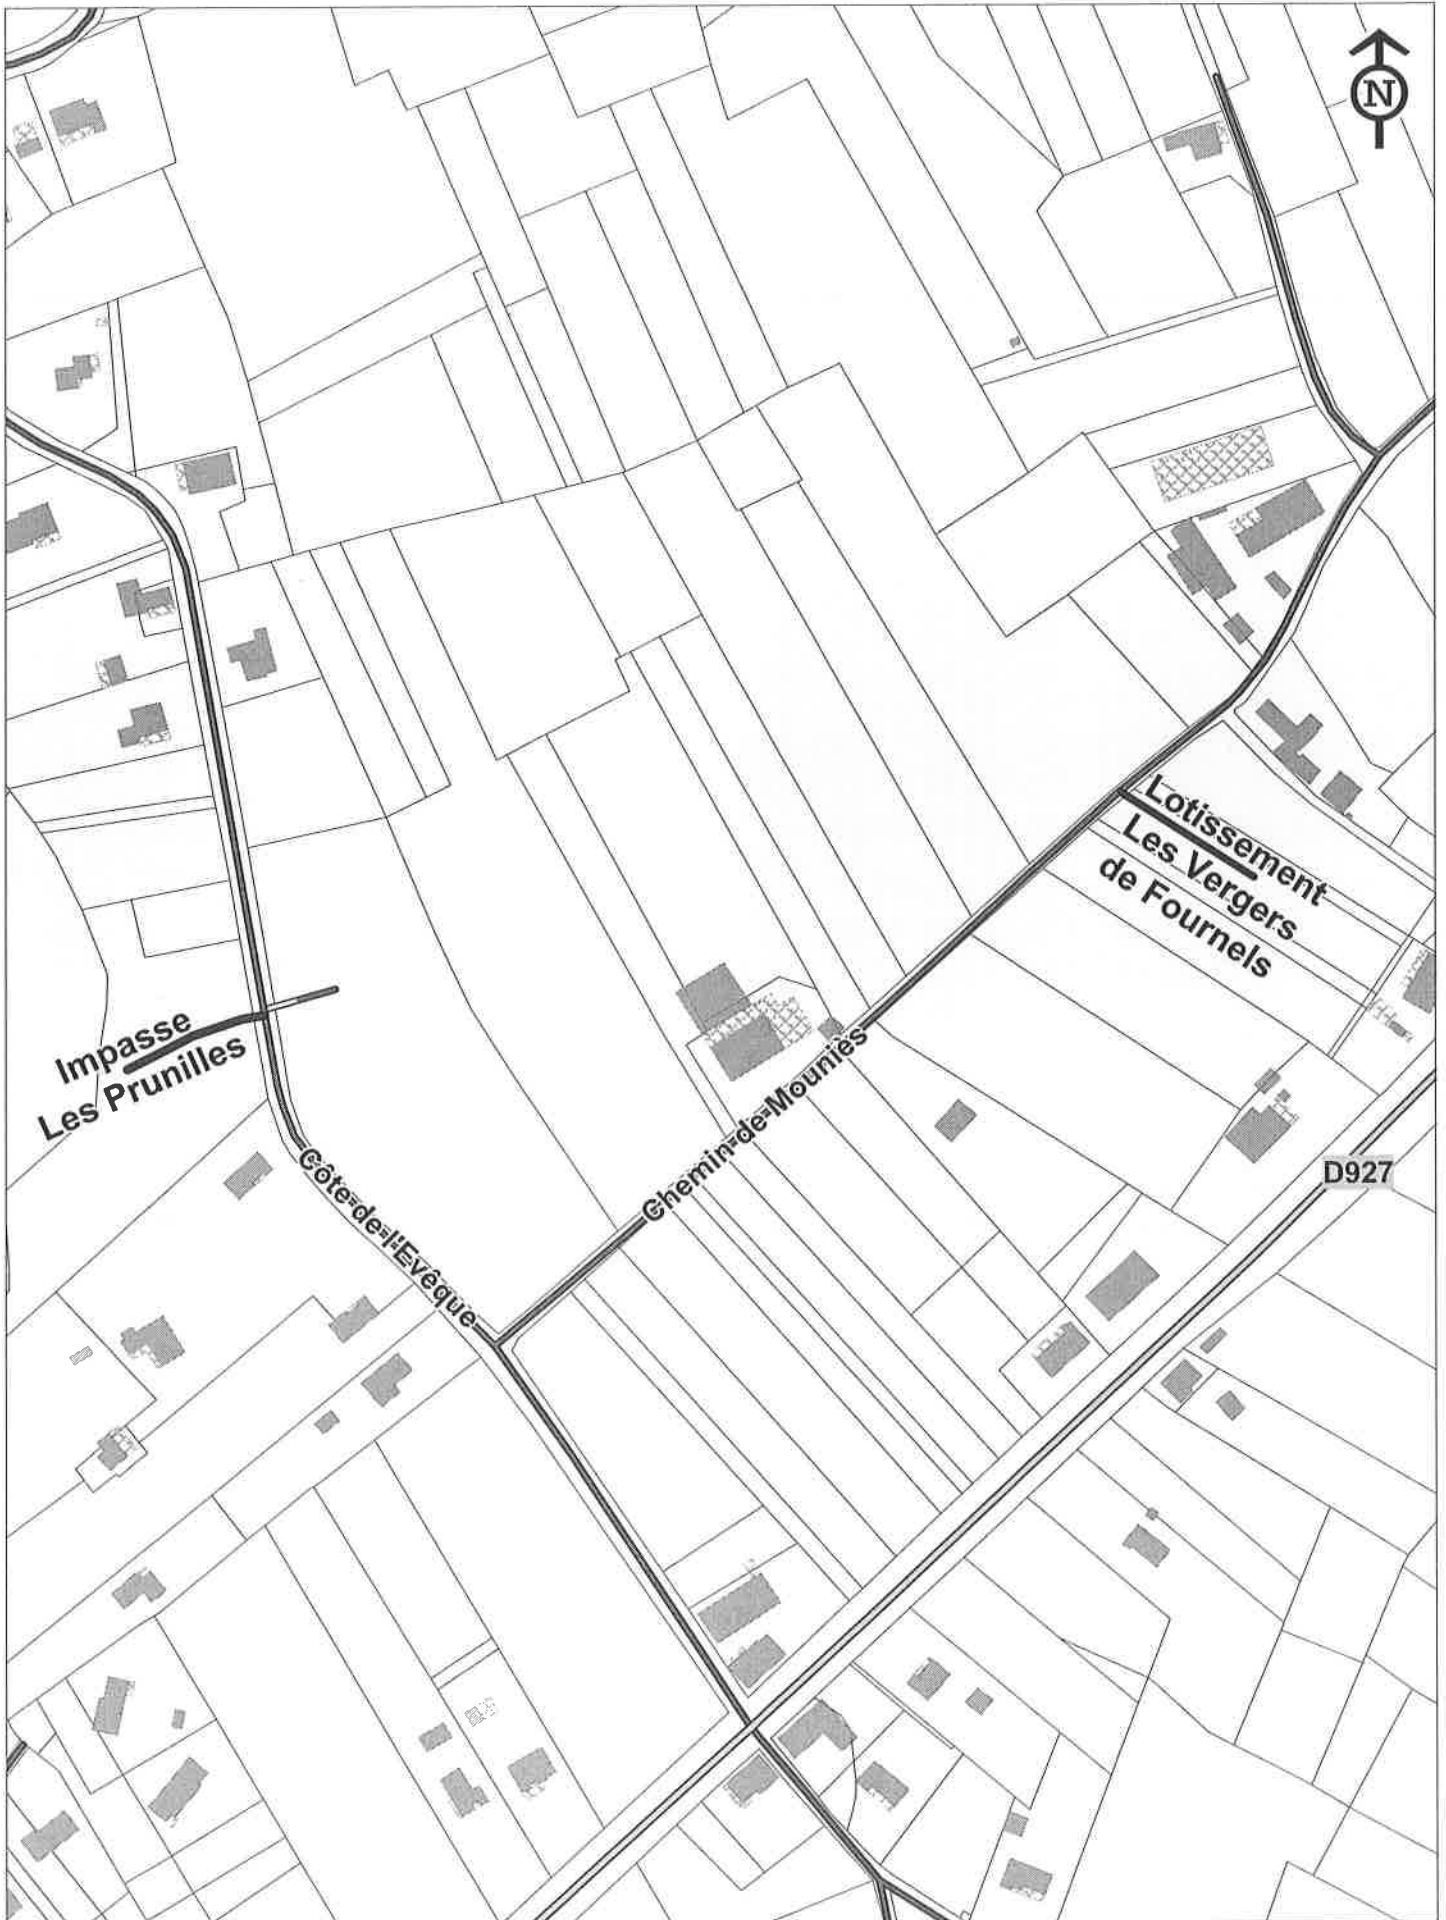 N
Lotissement
Les Vergers
de Fournels
Impasse
Les Prunilles
Chemin-de-Mouniès
D927
Côte-de-l'Evêque